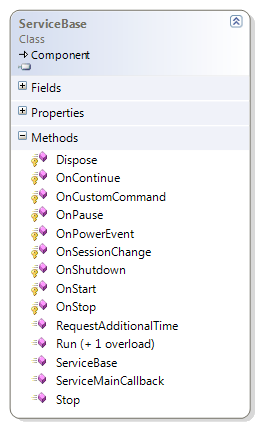 ServiceBase
Class
Component
Fields
Properties
Methods
Dispose
OnContinue
OnCustomCommand
OnPause
OnPowerEvent
OnSessionChange
OnShutdown
OnStart
OnStop
RequestAdditionalTime
Run (+ 1 overload)
ServiceBase
ServiceMainCallback
Stop